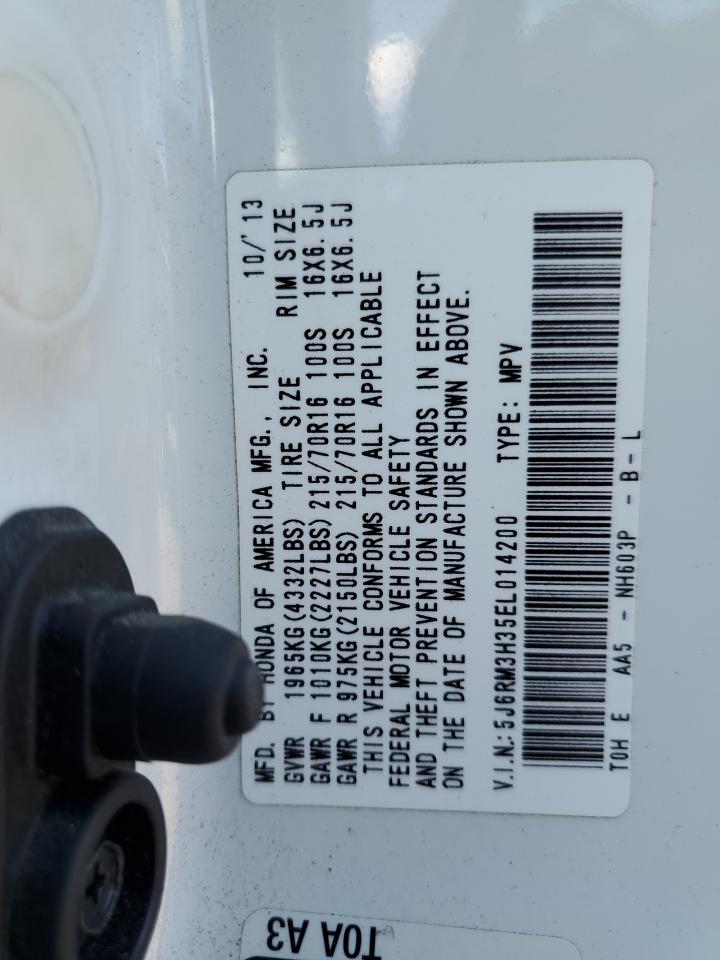 MFD. BY HONDA OF AMERICA MFG., INC. 10/'13
GVWR 1965KG(4332LBS) TIRE SIZE RIM SIZE
GAWR F 1010KG(2227LBS) 215/70R16 100S 16X6.5J
GAWR R 975KG(2150LBS) 215/70R16 100S 16X6.5J
THIS VEHICLE CONFORMS TO ALL APPLICABLE
FEDERAL MOTOR VEHICLE SAFETY
AND THEFT PREVENTION STANDARDS IN EFFECT
ON THE DATE OF MANUFACTURE SHOWN ABOVE.
V.I.N.:5J6RM3H35EL014200 TYPE: MPV
T0H E AA5 - NH603P - B - L
T0A A3